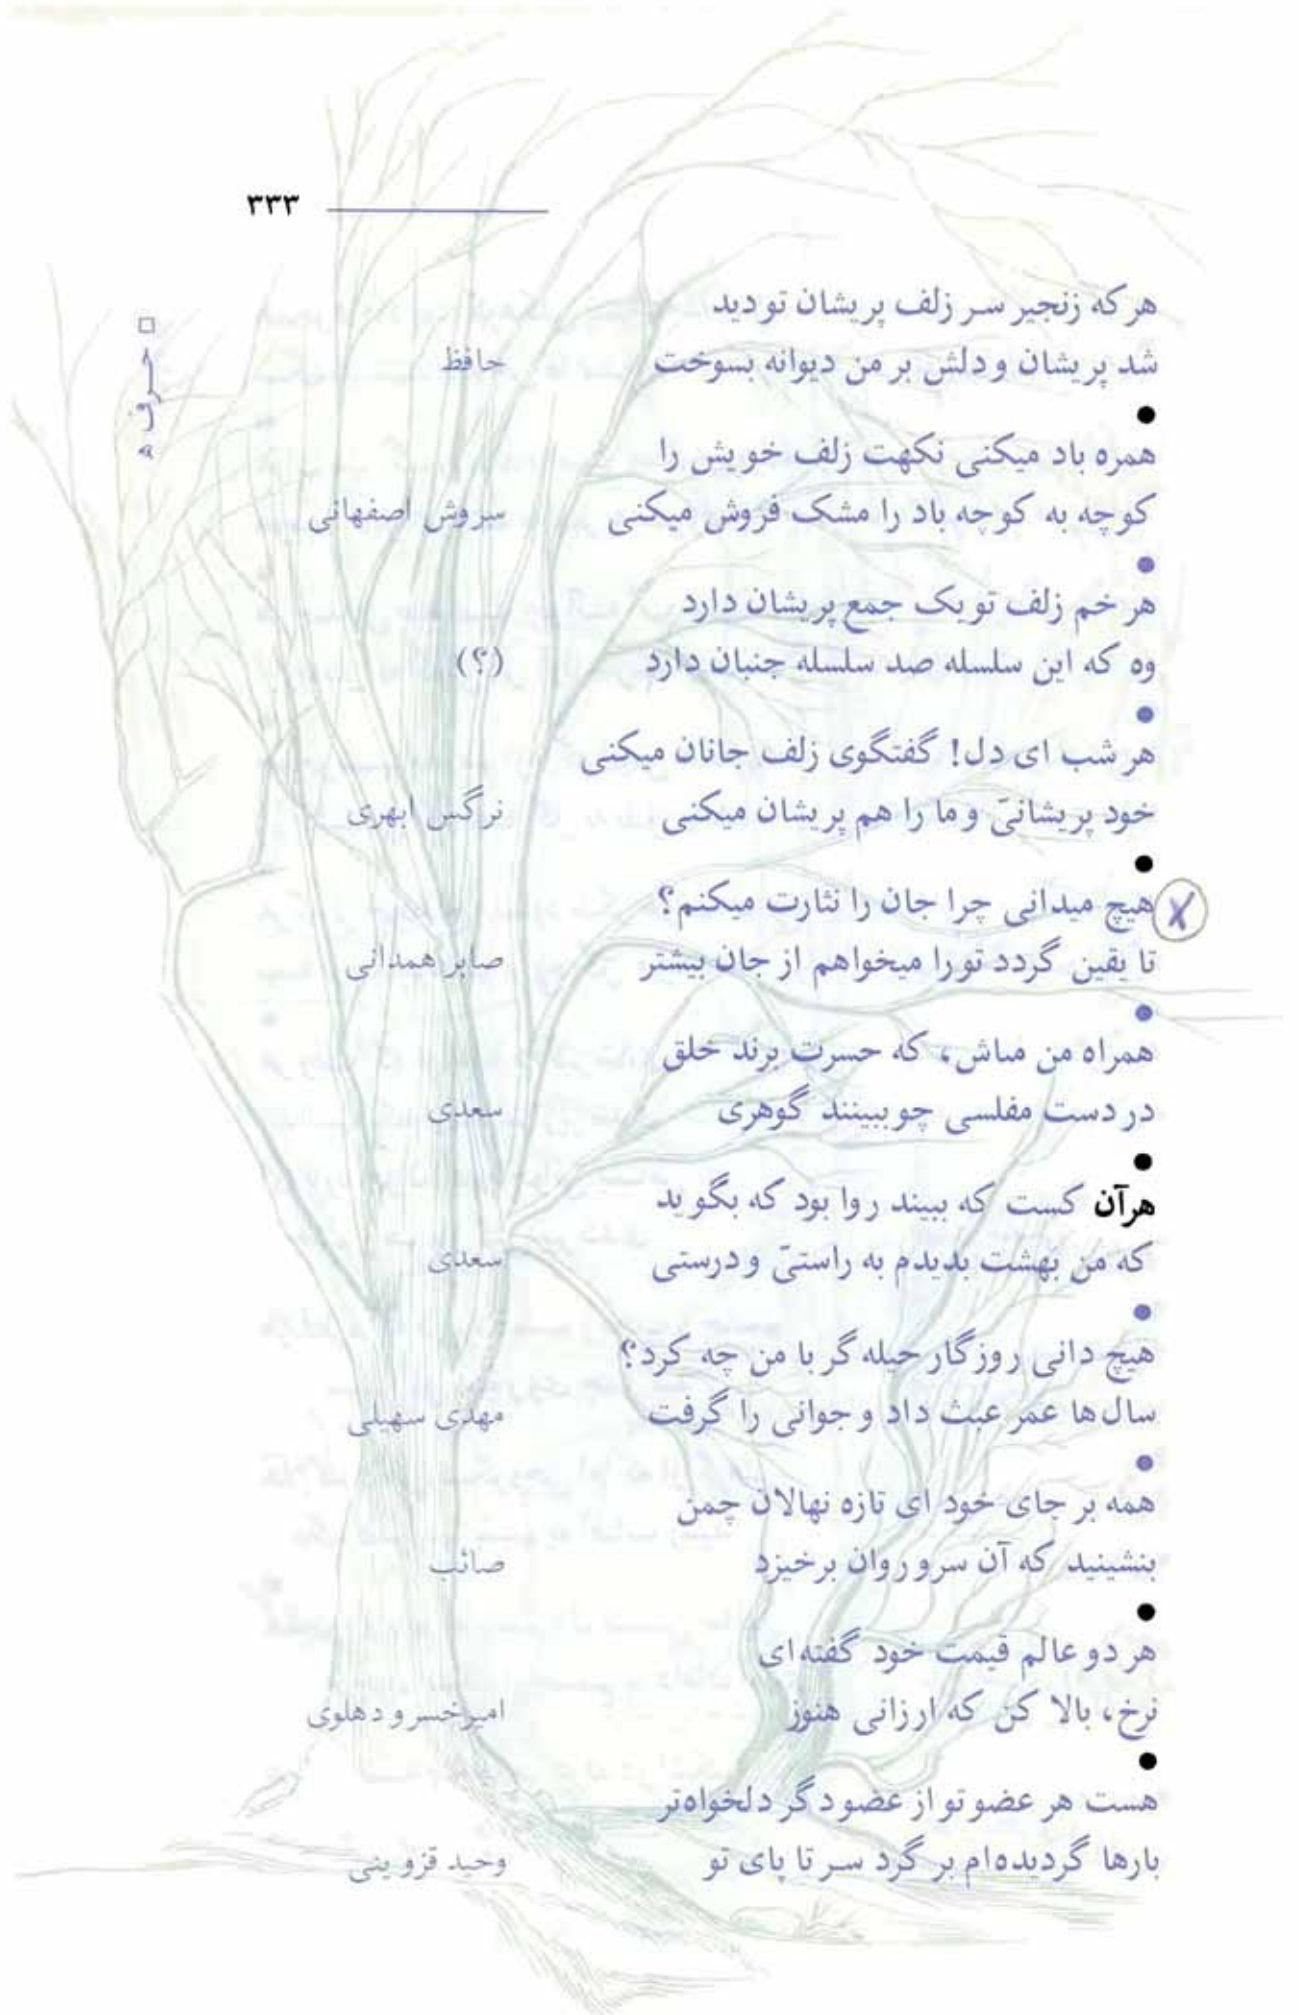 ۳۳۳
□ حرف ه
هر که زنجیر سر زلف پریشان تو دید
شد پریشان و دلش بر من دیوانه بسوخت حافظ
●
همره باد میکنی نکهت زلف خویش را
کوچه به کوچه باد را مشک فروش میکنی سروش اصفهانی
●
هر خم زلف تو یک جمع پریشان دارد
وه که این سلسله صد سلسله جنبان دارد (؟)
●
هر شب ای دل! گفتگوی زلف جانان میکنی
خود پریشانیّ و ما را هم پریشان میکنی نرگس ابهری
●
هیچ میدانی چرا جان را نثارت میکنم؟
تا یقین گردد تو را میخواهم از جان بیشتر صابر همدانی
●
همراه من مباش، که حسرت برند خلق
در دست مفلسی چو ببینند گوهری سعدی
●
هرآن کست که ببیند روا بود که بگوید
که من بهشت بدیدم به راستیّ و درستی سعدی
●
هیچ دانی روزگار حیله گر با من چه کرد؟
سال‌ها عمر عبث داد و جوانی را گرفت مهدی سهیلی
●
همه بر جای خود ای تازه نهالان چمن
بنشینید که آن سرو روان برخیزد صائب
●
هر دو عالم قیمت خود گفته‌ای
نرخ، بالا کن که ارزانی هنوز امیرخسرو دهلوی
●
هست هر عضو تو از عضو دگر دلخواه‌تر
بارها گردیده‌ام بر گرد سر تا پای تو وحید قزوینی